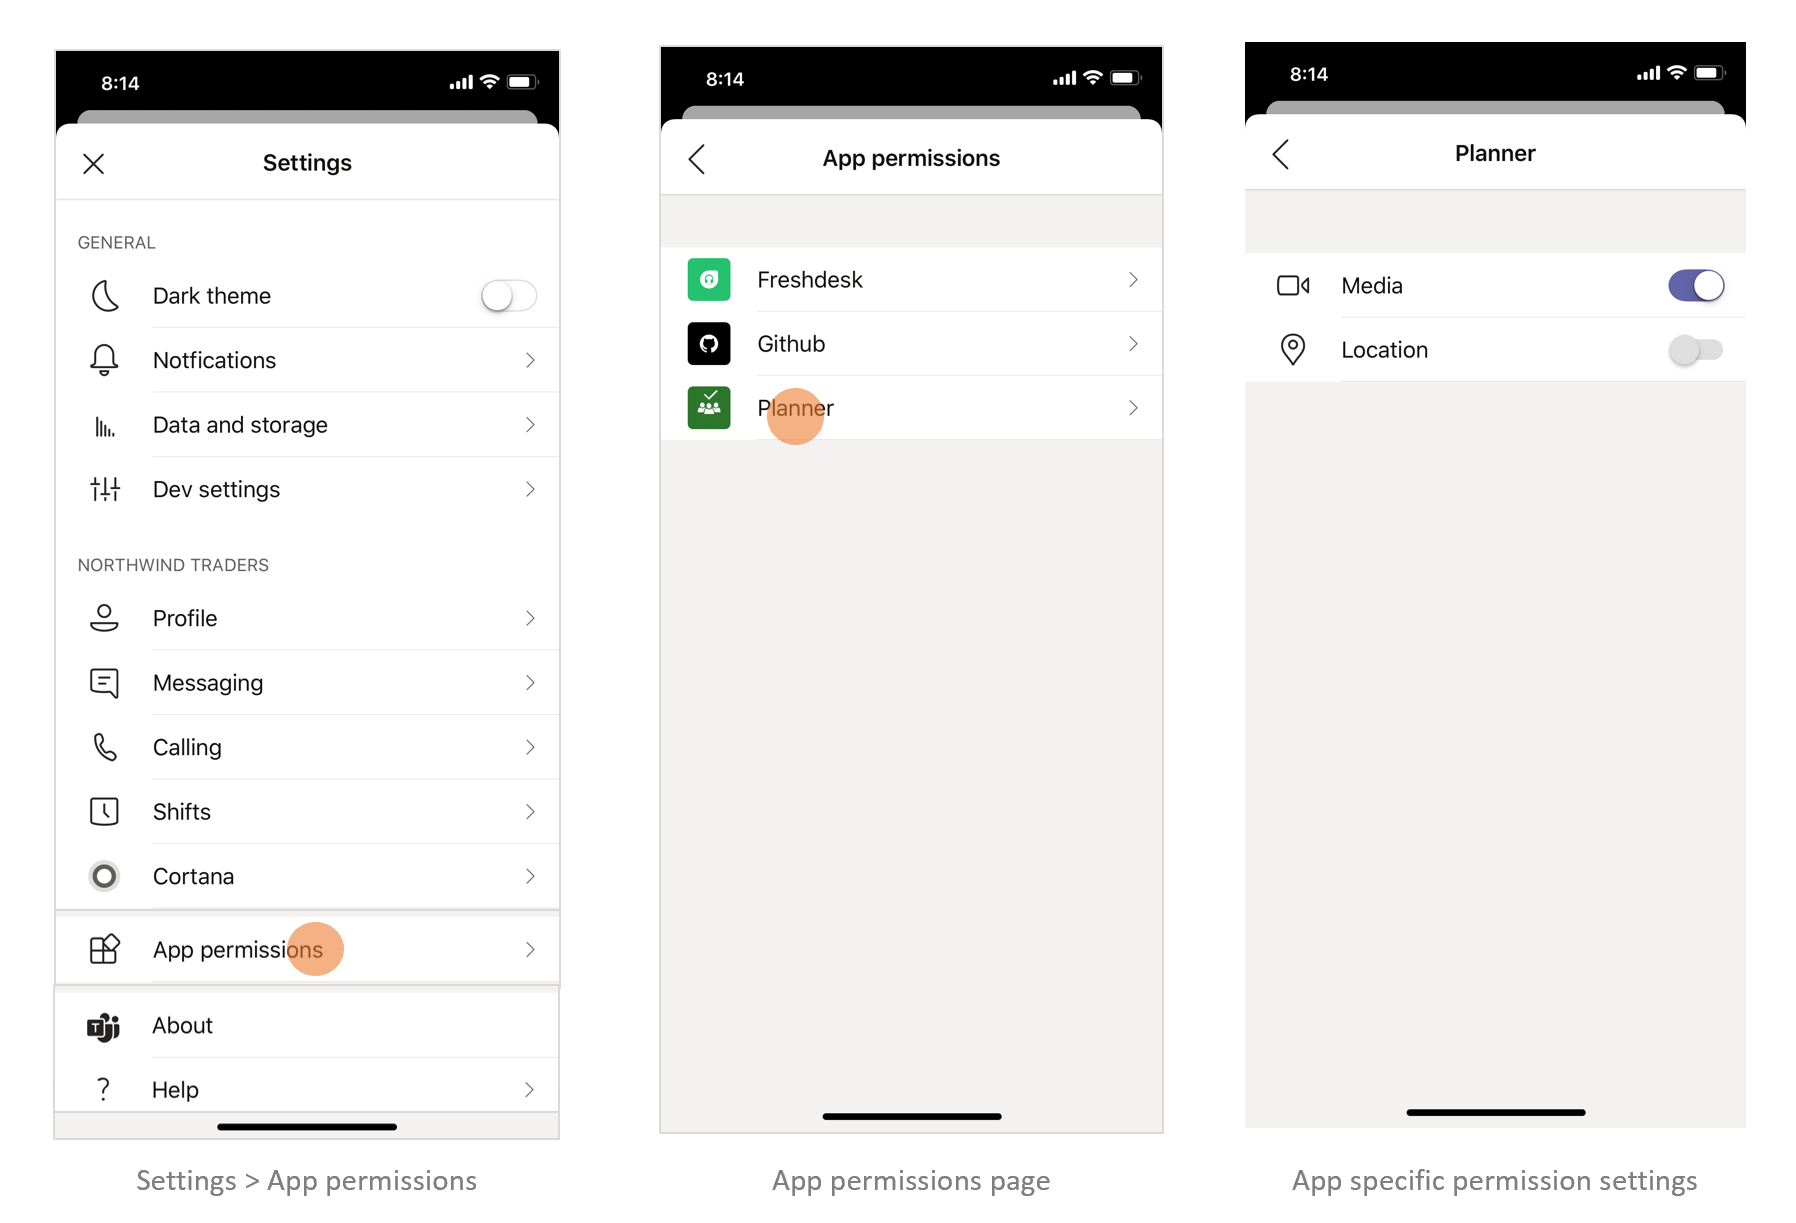 8:14
Settings
GENERAL
Dark theme
Notfications
Data and storage
Dev settings
NORTHWIND TRADERS
Profile
Messaging
Calling
Shifts
Cortana
App permissions
T
About
?
Help
Settings > App permissions
8:14
App permissions
Freshdesk
Github
Planner
App permissions page
8:14
Planner
Media
Location
App specific permission settings